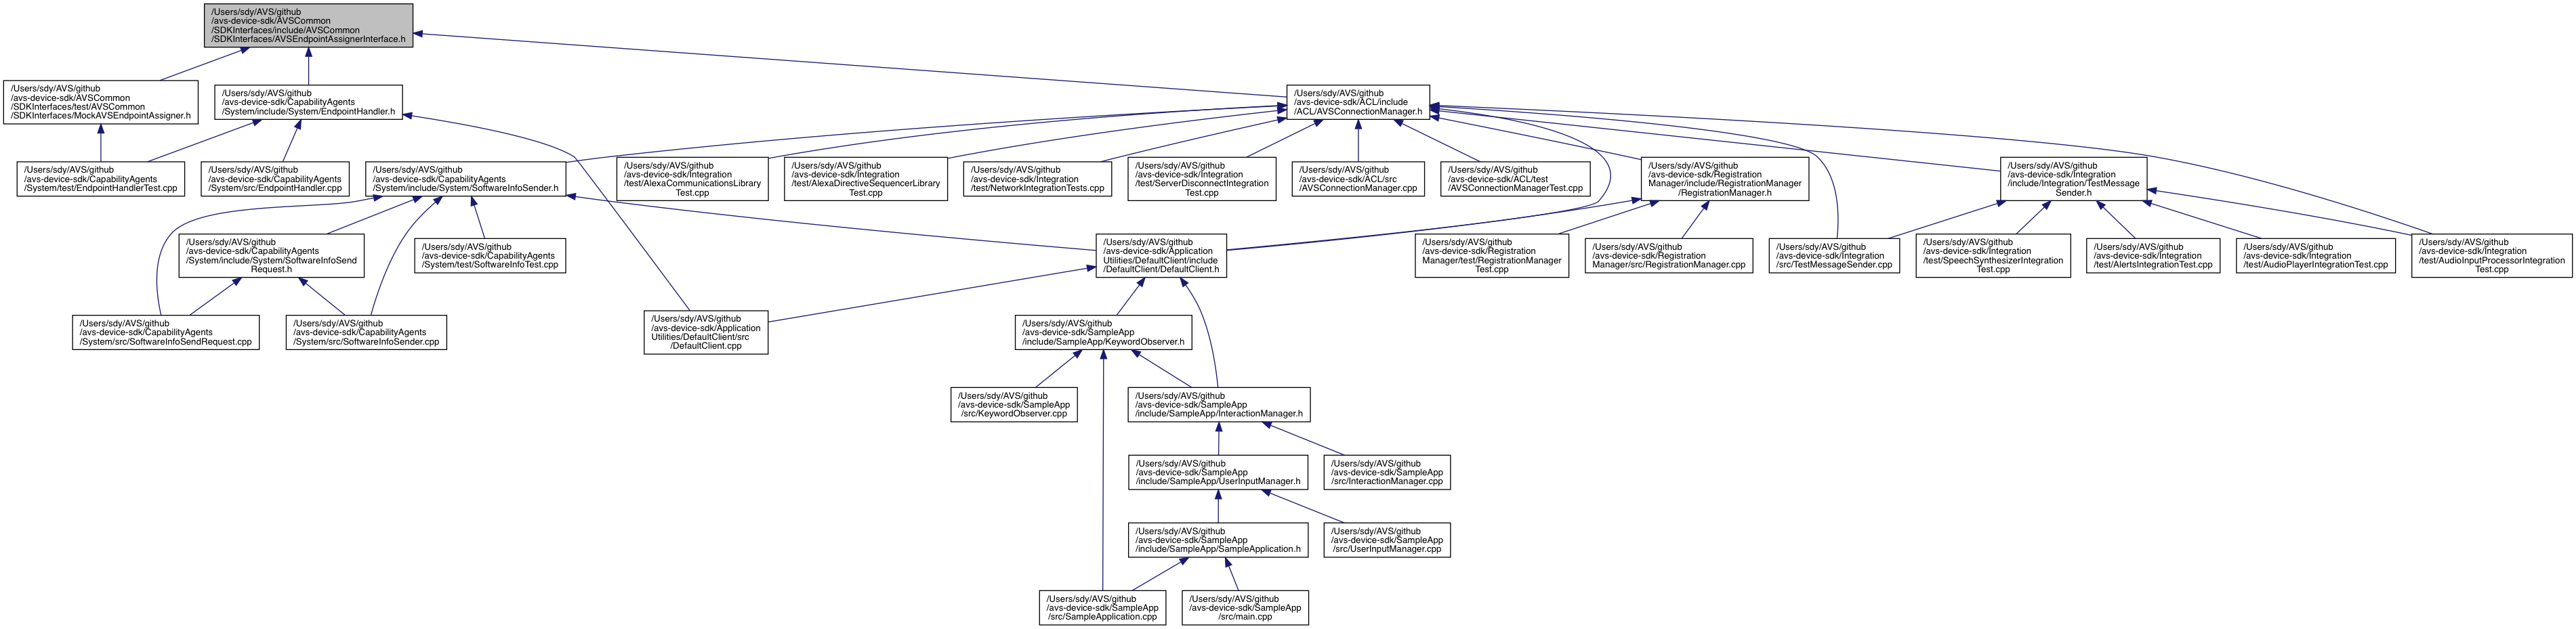 /Users/sdy/AVS/github
/avs-device-sdk/AVSCommon
/SDKInterfaces/include/AVSCommon
/SDKInterfaces/AVSEndpointAssignerInterface.h
/Users/sdy/AVS/github
/avs-device-sdk/AVSCommon
/SDKInterfaces/test/AVSCommon
/SDKInterfaces/MockAVSEndpointAssigner.h
/Users/sdy/AVS/github
/avs-device-sdk/CapabilityAgents
/System/include/System/EndpointHandler.h
/Users/sdy/AVS/github
/avs-device-sdk/ACL/include
/ACL/AVSConnectionManager.h
/Users/sdy/AVS/github
/avs-device-sdk/CapabilityAgents
/System/test/EndpointHandlerTest.cpp
/Users/sdy/AVS/github
/avs-device-sdk/CapabilityAgents
/System/src/EndpointHandler.cpp
/Users/sdy/AVS/github
/avs-device-sdk/CapabilityAgents
/System/include/System/SoftwareInfoSender.h
/Users/sdy/AVS/github
/avs-device-sdk/Integration
/test/AlexaCommunicationsLibrary
Test.cpp
/Users/sdy/AVS/github
/avs-device-sdk/Integration
/test/AlexaDirectiveSequencerLibrary
Test.cpp
/Users/sdy/AVS/github
/avs-device-sdk/Integration
/test/NetworkIntegrationTests.cpp
/Users/sdy/AVS/github
/avs-device-sdk/Integration
/test/ServerDisconnectIntegration
Test.cpp
/Users/sdy/AVS/github
/avs-device-sdk/ACL/src
/AVSConnectionManager.cpp
/Users/sdy/AVS/github
/avs-device-sdk/ACL/test
/AVSConnectionManagerTest.cpp
/Users/sdy/AVS/github
/avs-device-sdk/Registration
Manager/include/RegistrationManager
/RegistrationManager.h
/Users/sdy/AVS/github
/avs-device-sdk/Integration
/include/Integration/TestMessage
Sender.h
/Users/sdy/AVS/github
/avs-device-sdk/CapabilityAgents
/System/include/System/SoftwareInfoSend
Request.h
/Users/sdy/AVS/github
/avs-device-sdk/CapabilityAgents
/System/test/SoftwareInfoTest.cpp
/Users/sdy/AVS/github
/avs-device-sdk/Application
Utilities/DefaultClient/include
/DefaultClient/DefaultClient.h
/Users/sdy/AVS/github
/avs-device-sdk/Registration
Manager/test/RegistrationManager
Test.cpp
/Users/sdy/AVS/github
/avs-device-sdk/Registration
Manager/src/RegistrationManager.cpp
/Users/sdy/AVS/github
/avs-device-sdk/Integration
/src/TestMessageSender.cpp
/Users/sdy/AVS/github
/avs-device-sdk/Integration
/test/SpeechSynthesizerIntegration
Test.cpp
/Users/sdy/AVS/github
/avs-device-sdk/Integration
/test/AlertsIntegrationTest.cpp
/Users/sdy/AVS/github
/avs-device-sdk/Integration
/test/AudioPlayerIntegrationTest.cpp
/Users/sdy/AVS/github
/avs-device-sdk/Integration
/test/AudioInputProcessorIntegration
Test.cpp
/Users/sdy/AVS/github
/avs-device-sdk/CapabilityAgents
/System/src/SoftwareInfoSendRequest.cpp
/Users/sdy/AVS/github
/avs-device-sdk/CapabilityAgents
/System/src/SoftwareInfoSender.cpp
/Users/sdy/AVS/github
/avs-device-sdk/Application
Utilities/DefaultClient/src
/DefaultClient.cpp
/Users/sdy/AVS/github
/avs-device-sdk/SampleApp
/include/SampleApp/KeywordObserver.h
/Users/sdy/AVS/github
/avs-device-sdk/SampleApp
/src/KeywordObserver.cpp
/Users/sdy/AVS/github
/avs-device-sdk/SampleApp
/include/SampleApp/InteractionManager.h
/Users/sdy/AVS/github
/avs-device-sdk/SampleApp
/include/SampleApp/UserInputManager.h
/Users/sdy/AVS/github
/avs-device-sdk/SampleApp
/src/InteractionManager.cpp
/Users/sdy/AVS/github
/avs-device-sdk/SampleApp
/include/SampleApp/SampleApplication.h
/Users/sdy/AVS/github
/avs-device-sdk/SampleApp
/src/UserInputManager.cpp
/Users/sdy/AVS/github
/avs-device-sdk/SampleApp
/src/SampleApplication.cpp
/Users/sdy/AVS/github
/avs-device-sdk/SampleApp
/src/main.cpp